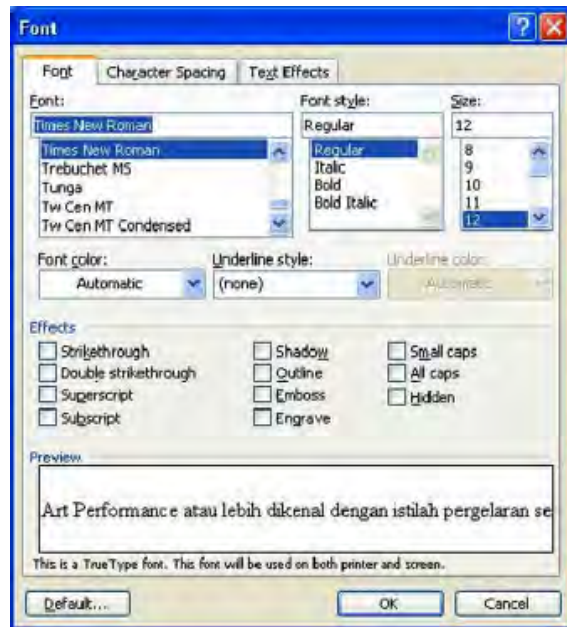 Font
Font Character Spacing Text Effects
Font: Font style: Size:
Times New Roman Regular 12
Times New Roman Regular 8
Trebuchet MS Italic 9
Tunga Bold 10
Tw Cen MT Bold Italic 11
Tw Cen MT Condensed 12
Font color: Underline style: Underline color:
Automatic (none) Automatic
Effects
Strikethrough Shadow Small caps
Double strikethrough Outline All caps
Superscript Emboss Hidden
Subscript Engrave
Preview
Art Performance atau lebih dikenal dengan istilah pergelaran se
This is a TrueType font. This font will be used on both printer and screen.
Default... OK Cancel